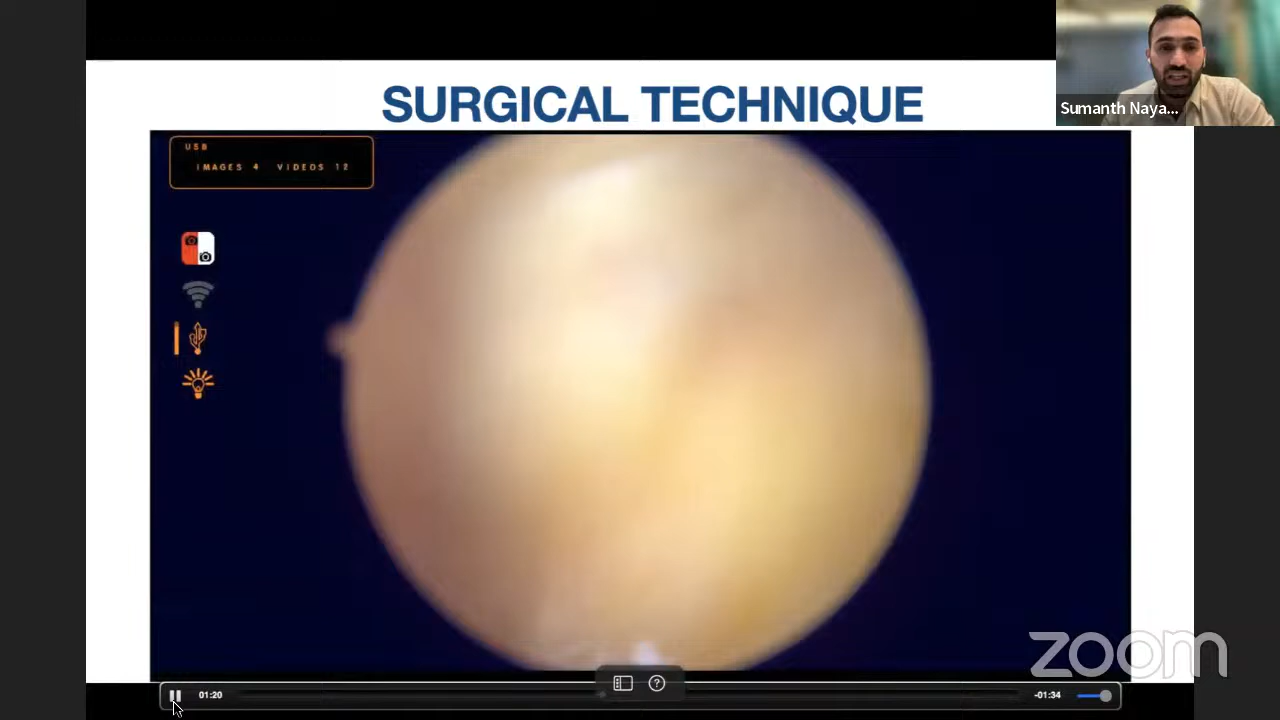 SURGICAL TECHNIQUE
Sumanth Naya...
USB
IMAGES 4 VIDEOS 12
zoom
01:20
-01:34